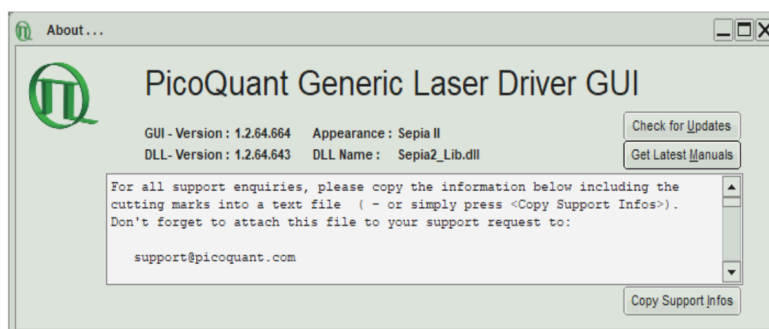 About...
PicoQuant Generic Laser Driver GUI
GUI - Version : 1.2.64.664 Appearance : Sepia II
DLL- Version : 1.2.64.643 DLL Name : Sepia2_Lib.dll
Check for Updates
Get Latest Manuals
For all support enquiries, please copy the information below including the
cutting marks into a text file ( - or simply press <Copy Support Infos>).
Don't forget to attach this file to your support request to:
support@picoquant.com
Copy Support Infos